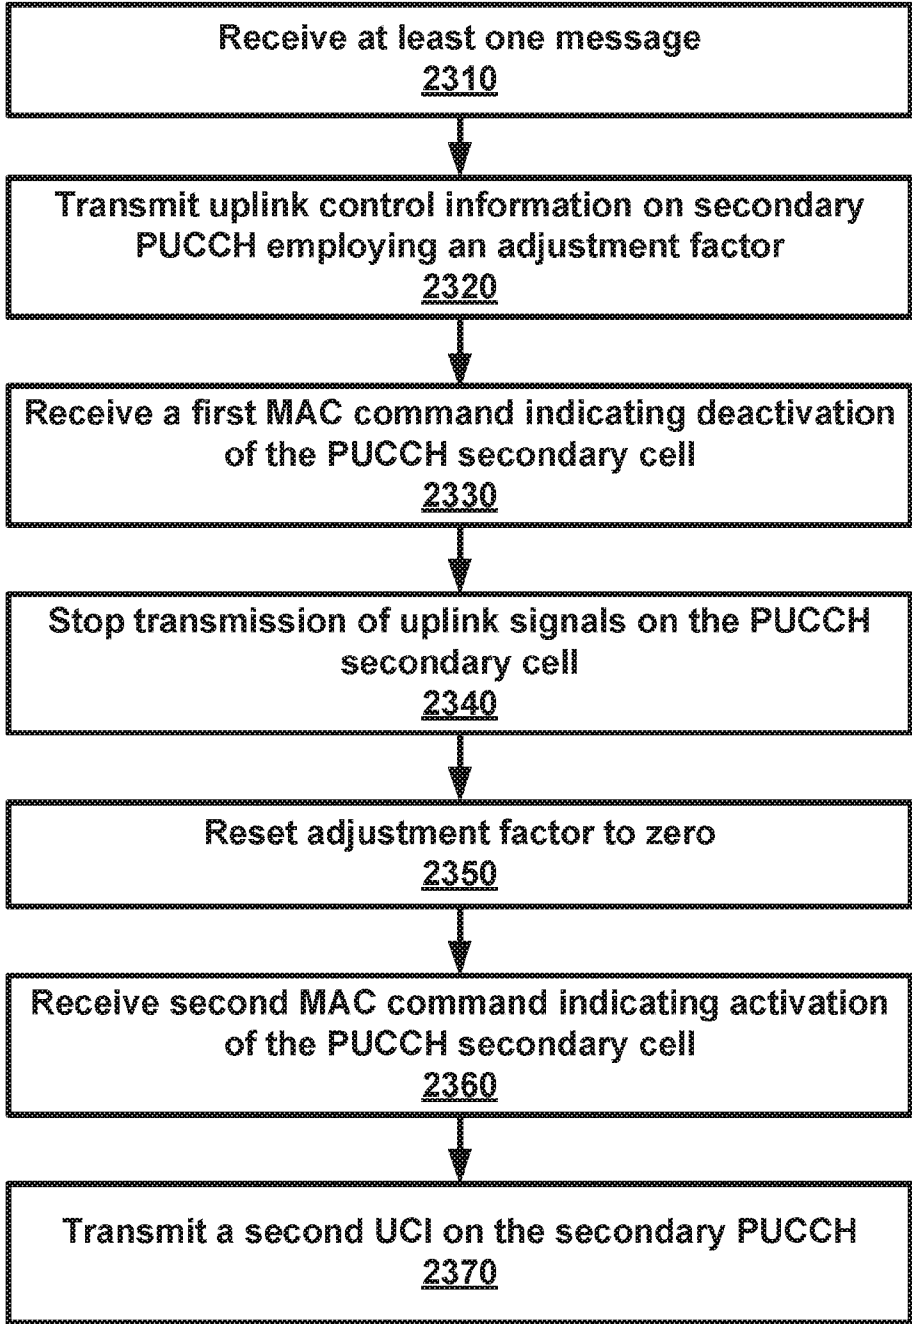 Receive at least one message
2310
Transmit uplink control information on secondary
PUCCH employing an adjustment factor
2320
Receive a first MAC command indicating deactivation
of the PUCCH secondary cell
2330
Stop transmission of uplink signals on the PUCCH
secondary cell
2340
Reset adjustment factor to zero
2350
Receive second MAC command indicating activation
of the PUCCH secondary cell
2360
Transmit a second UCI on the secondary PUCCH
2370